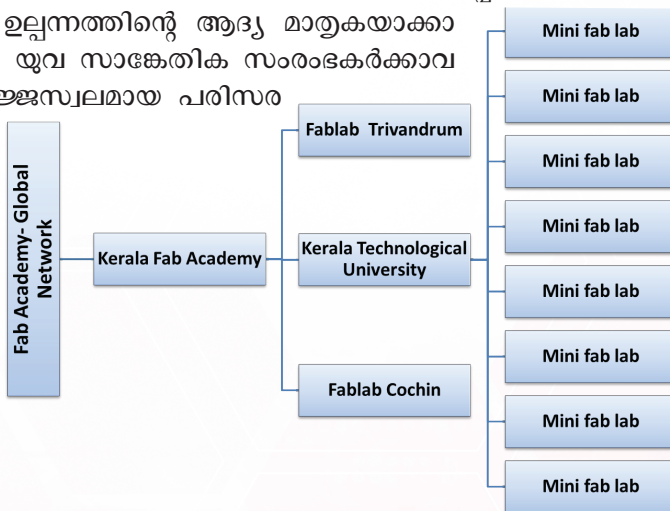 ഉല്പന്നത്തിന്റെ ആദ്യ മാതൃകയാക്കാ
യുവ സാങ്കേതിക സംരംഭകർക്കാവ
ജ്ജസ്വലമായ പരിസര
Fab Academy- Global
Network
Kerala Fab Academy
Fablab Trivandrum
Kerala Technological
University
Fablab Cochin
Mini fab lab
Mini fab lab
Mini fab lab
Mini fab lab
Mini fab lab
Mini fab lab
Mini fab lab
Mini fab lab